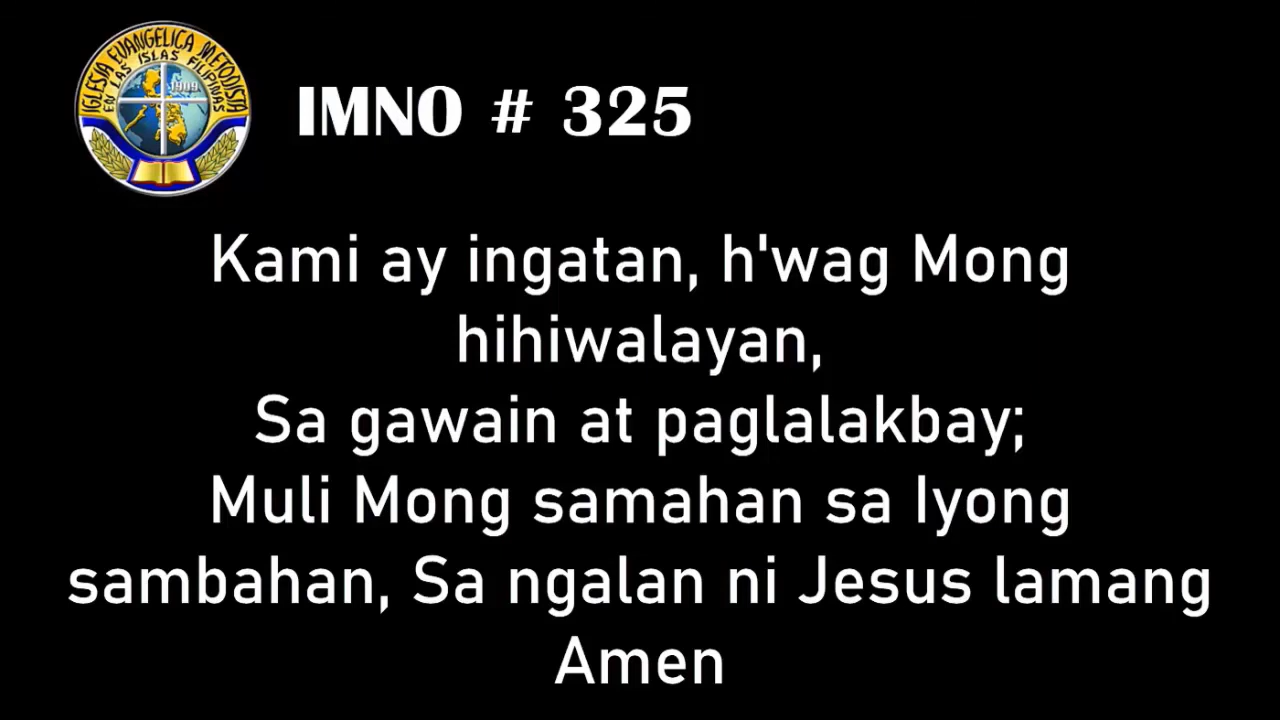 IGLESIA EVANGELICA METODISTA
EN LAS ISLAS FILIPINAS
1909
IMNO # 325
Kami ay ingatan, h'wag Mong
hihiwalayan,
Sa gawain at paglalakbay;
Muli Mong samahan sa Iyong
sambahan, Sa ngalan ni Jesus lamang
Amen